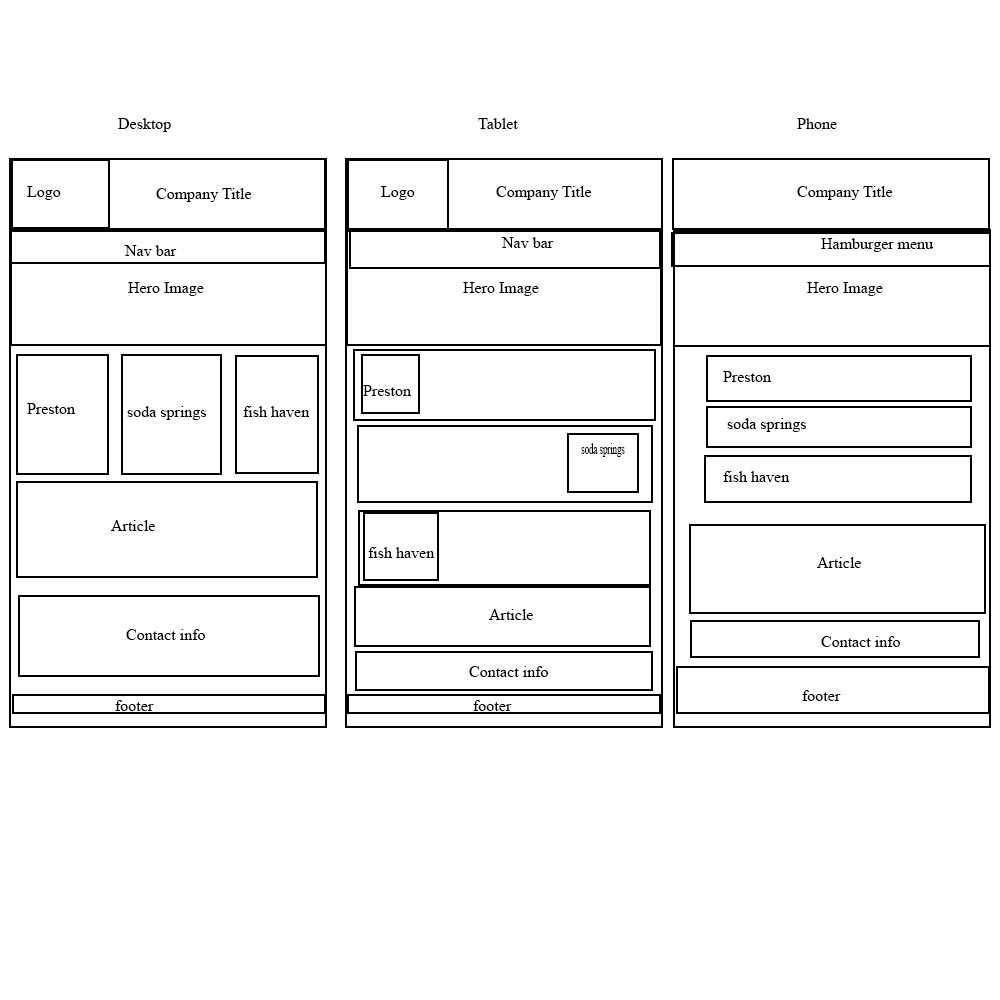 Desktop
Logo
Company Title
Nav bar
Hero Image
Preston
soda springs
fish haven
Article
Contact info
footer
Tablet
Logo
Company Title
Nav bar
Hero Image
Preston
soda springs
fish haven
Article
Contact info
footer
Phone
Company Title
Hamburger menu
Hero Image
Preston
soda springs
fish haven
Article
Contact info
footer